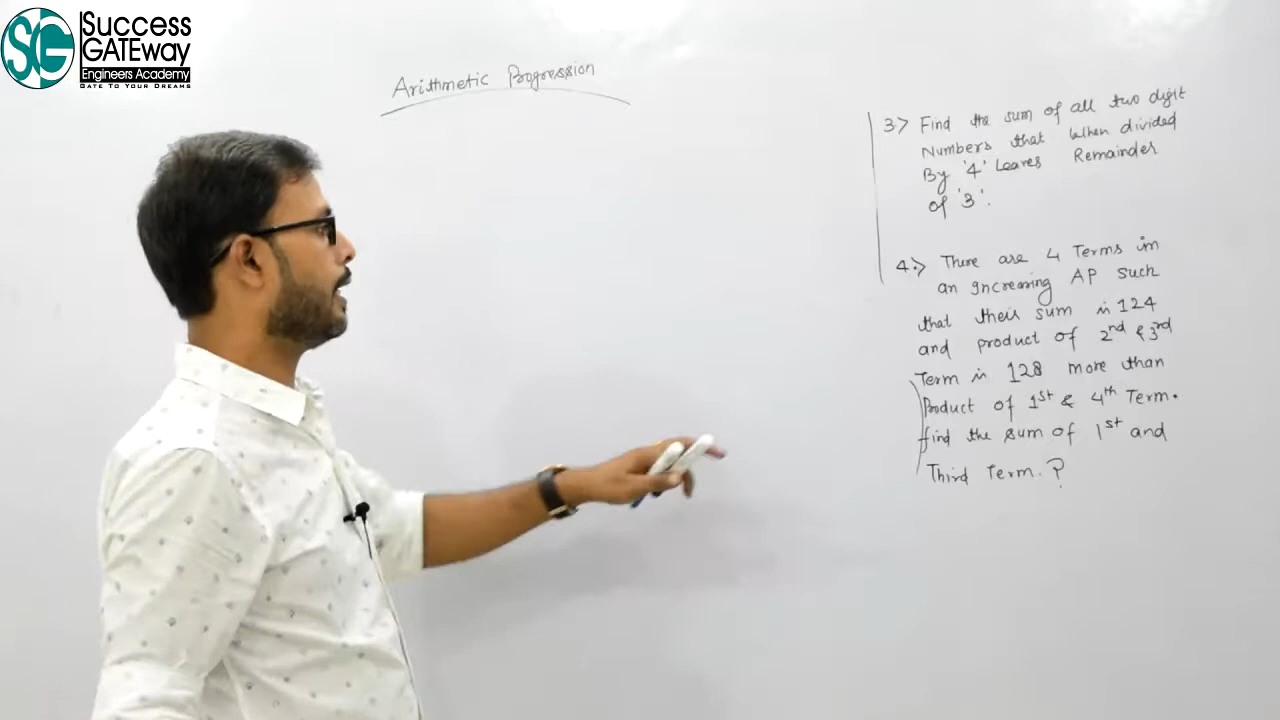 Success
GATEway
Engineers Academy
GATE TO YOUR DREAMS
SG
Arithmetic Progression
3> Find the sum of all two digit
Numbers that When divided
By '4' Leaves Remainder
of '3'.
4.> There are 4 Terms in
an Increasing AP such
that their sum is 124
and product of 2nd & 3rd
Term is 128 more than
Product of 1st & 4th Term.
find the sum of 1st and
Third Term. ?